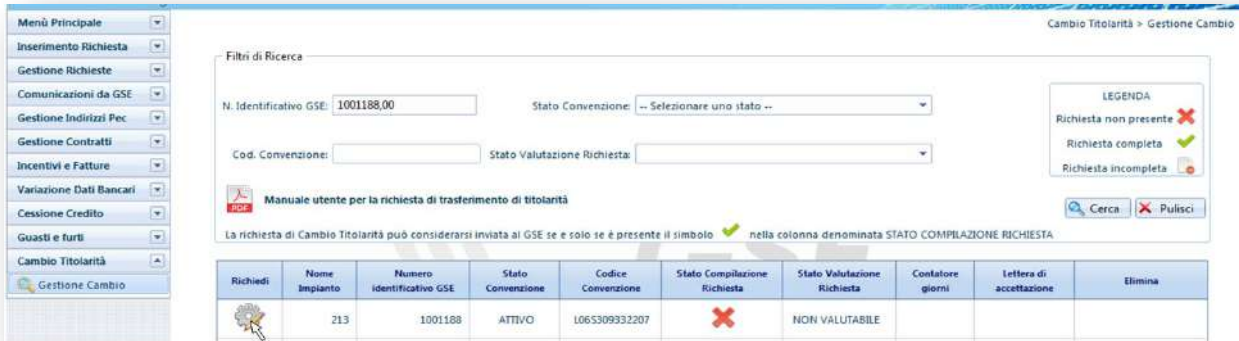 Menù Principale
Inserimento Richiesta
Gestione Richieste
Comunicazioni da GSE
Gestione Indirizzi Pec
Gestione Contratti
Incentivi e Fatture
Variazione Dati Bancari
Cessione Credito
Guasti e furti
Cambio Titolarità
Gestione Cambio
Cambio Titolarità > Gestione Cambio
Filtri di Ricerca
N. Identificativo GSE: 1001188,00 Stato Convenzione: -- Selezionare uno stato --
Cod. Convenzione: Stato Valutazione Richiesta:
LEGENDA
Richiesta non presente
Richiesta completa
Richiesta incompleta
PDF Manuale utente per la richiesta di trasferimento di titolarità
Cerca Pulisci
La richiesta di Cambio Titolarità può considerarsi inviata al GSE se e solo se è presente il simbolo nella colonna denominata STATO COMPILAZIONE RICHIESTA
GSE
Richiedi Nome Impianto Numero identificativo GSE Stato Convenzione Codice Convenzione Stato Compilazione Richiesta Stato Valutazione Richiesta Contatore giorni Lettera di accettazione Elimina
213 1001188 ATTIVO L06S309332207 NON VALUTABILE